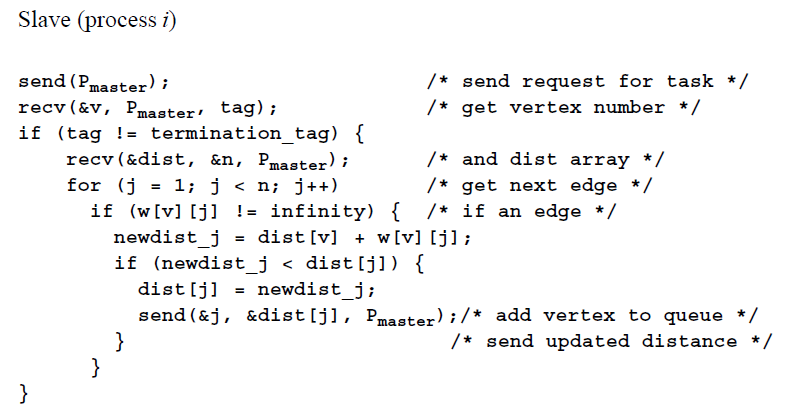 Slave (process i)
send(Pmaster); /* send request for task */
recv(&v, Pmaster, tag); /* get vertex number */
if (tag != termination_tag) {
recv(&dist, &n, Pmaster); /* and dist array */
for (j = 1; j < n; j++) /* get next edge */
if (w[v][j] != infinity) { /* if an edge */
newdist_j = dist[v] + w[v][j];
if (newdist_j < dist[j]) {
dist[j] = newdist_j;
send(&j, &dist[j], Pmaster);/* add vertex to queue */
} /* send updated distance */
}
}